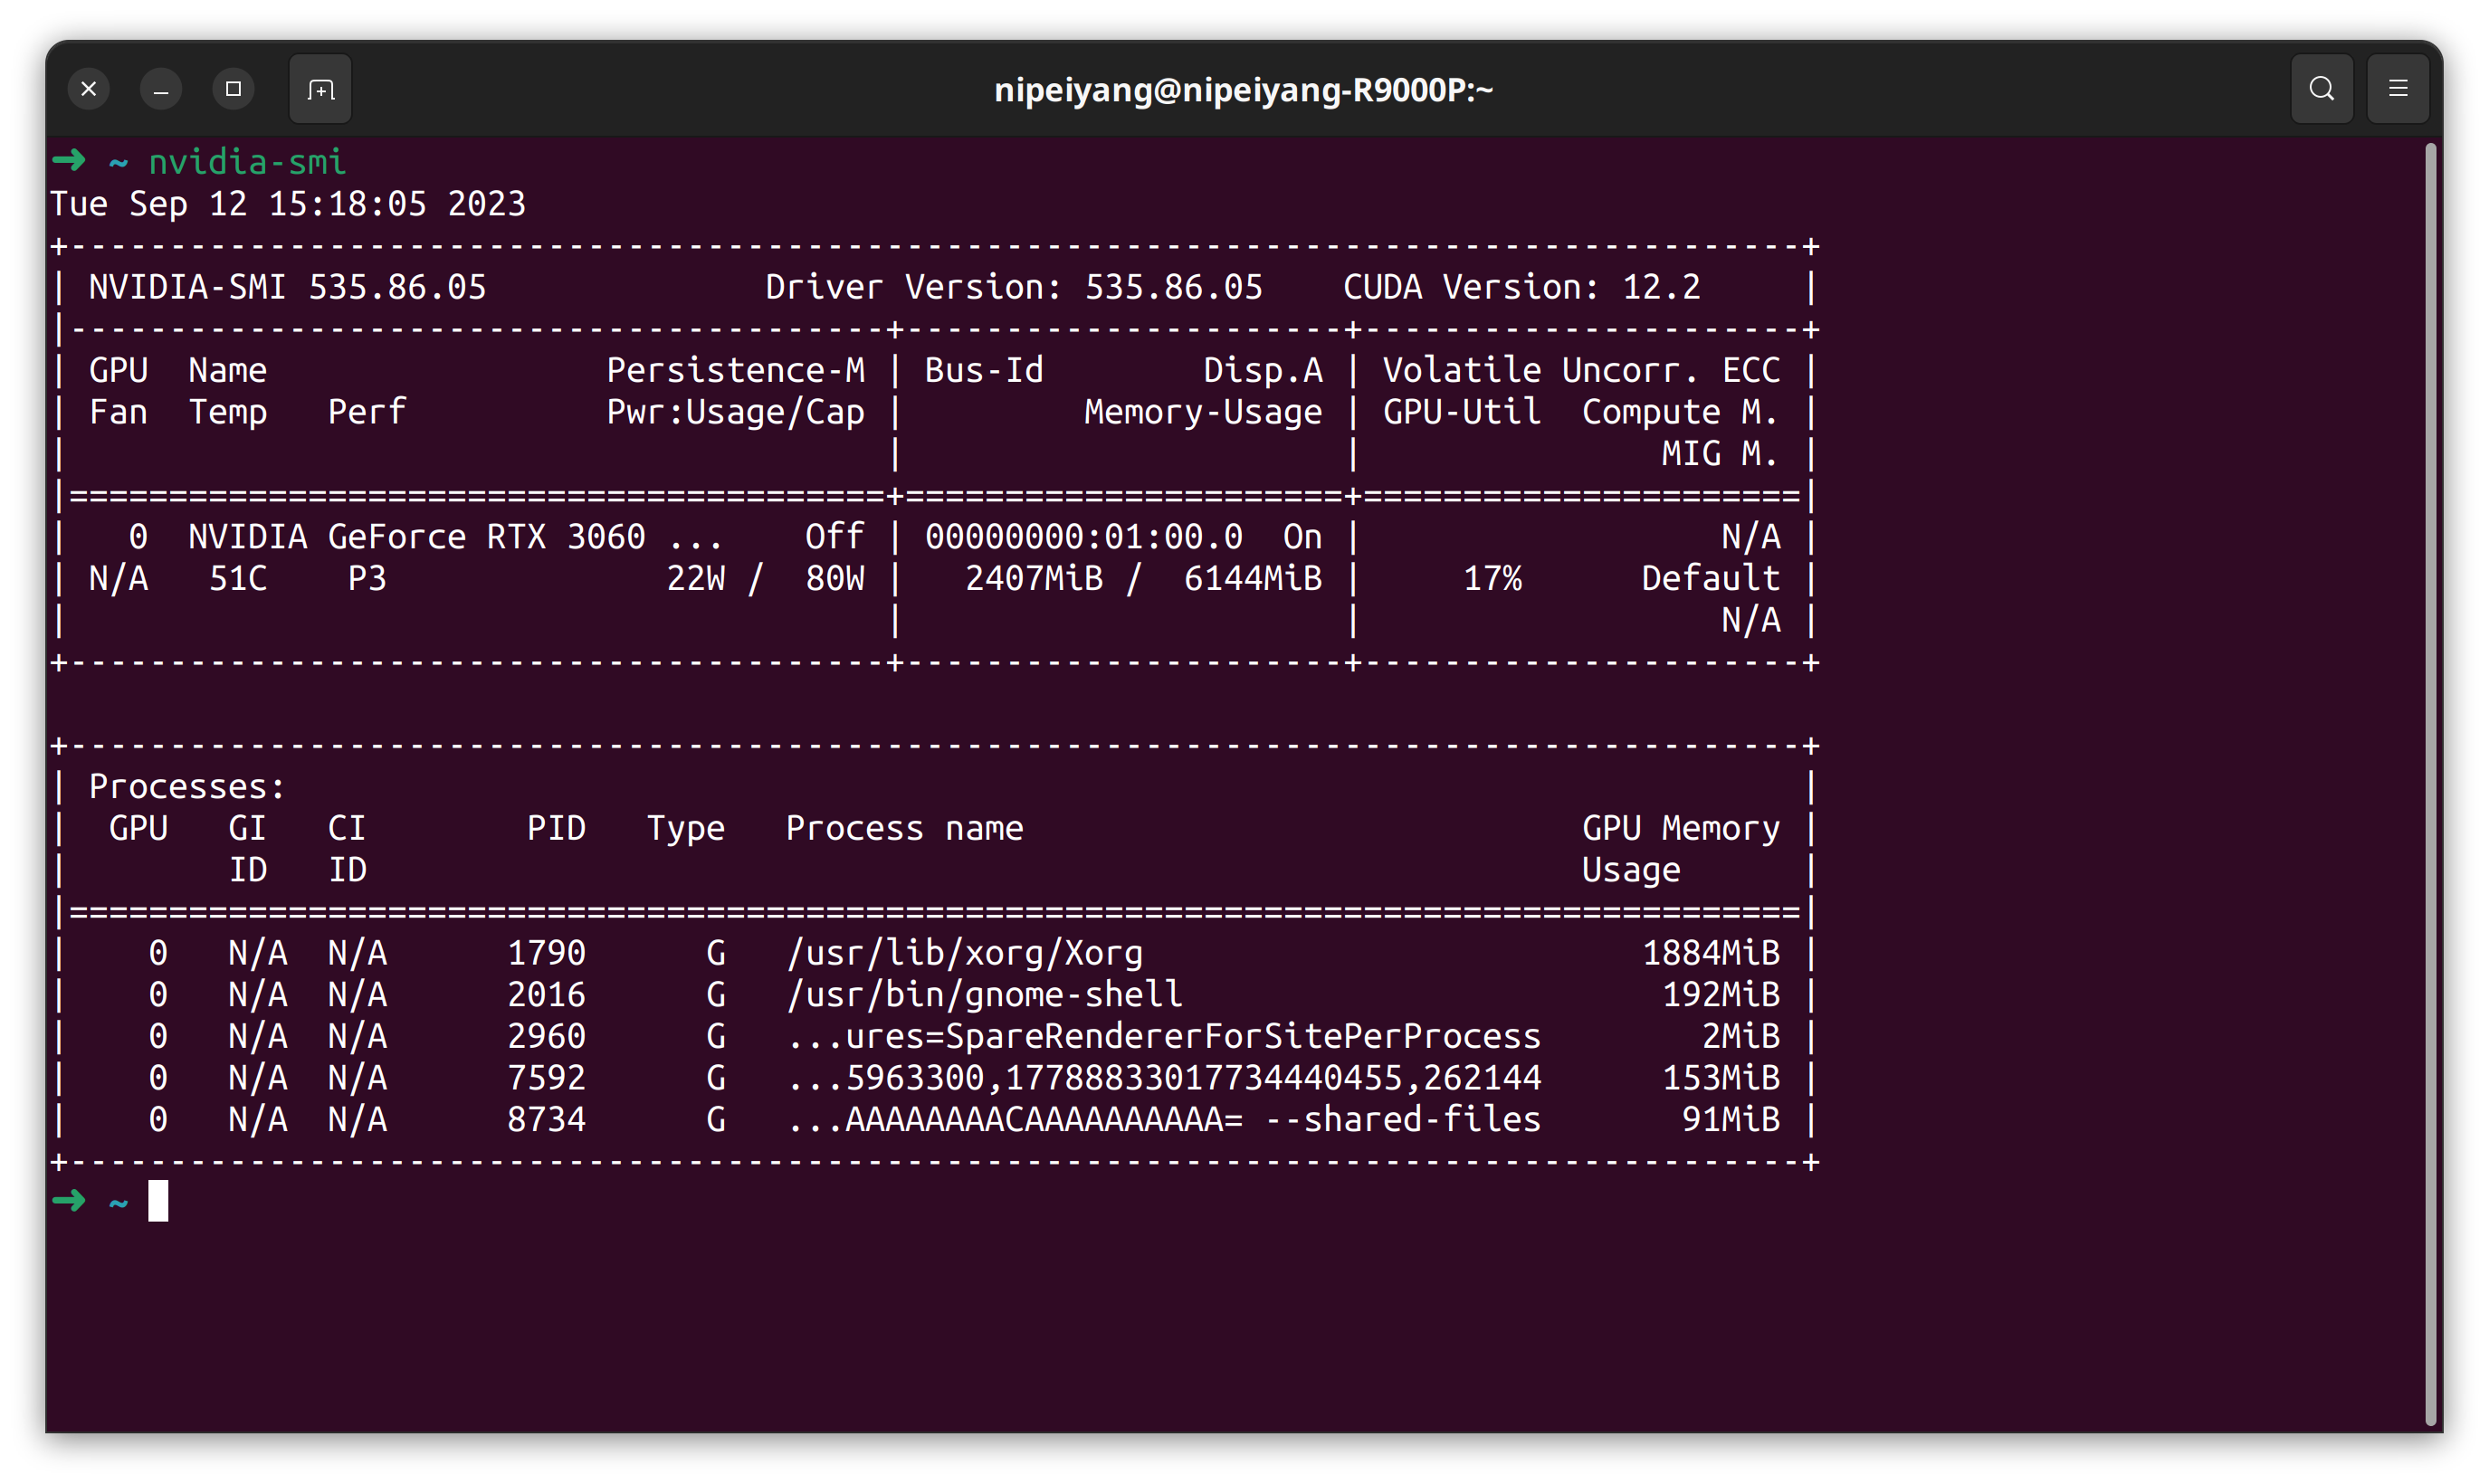 nipeiyang@nipeiyang-R9000P:~
➜ ~ nvidia-smi
Tue Sep 12 15:18:05 2023
+---------------------------------------------------------------------------------------+
| NVIDIA-SMI 535.86.05              Driver Version: 535.86.05    CUDA Version: 12.2     |
|-----------------------------------------+----------------------+----------------------+
| GPU  Name                 Persistence-M | Bus-Id        Disp.A | Volatile Uncorr. ECC |
| Fan  Temp   Perf          Pwr:Usage/Cap |         Memory-Usage | GPU-Util  Compute M. |
|                                         |                      |               MIG M. |
|=========================================+======================+======================|
|   0  NVIDIA GeForce RTX 3060 ...    Off | 00000000:01:00.0  On |                  N/A |
| N/A   51C    P3              22W /  80W |   2407MiB /  6144MiB |     17%      Default |
|                                         |                      |                  N/A |
+-----------------------------------------+----------------------+----------------------+
+---------------------------------------------------------------------------------------+
| Processes:                                                                            |
|  GPU   GI   CI        PID   Type   Process name                            GPU Memory |
|        ID   ID                                                             Usage      |
|=======================================================================================|
|    0   N/A  N/A      1790      G   /usr/lib/xorg/Xorg                         1884MiB |
|    0   N/A  N/A      2016      G   /usr/bin/gnome-shell                        192MiB |
|    0   N/A  N/A      2960      G   ...ures=SpareRendererForSitePerProcess        2MiB |
|    0   N/A  N/A      7592      G   ...5963300,17788833017734440455,262144      153MiB |
|    0   N/A  N/A      8734      G   ...AAAAAAAACAAAAAAAAAA= --shared-files       91MiB |
+---------------------------------------------------------------------------------------+
➜ ~